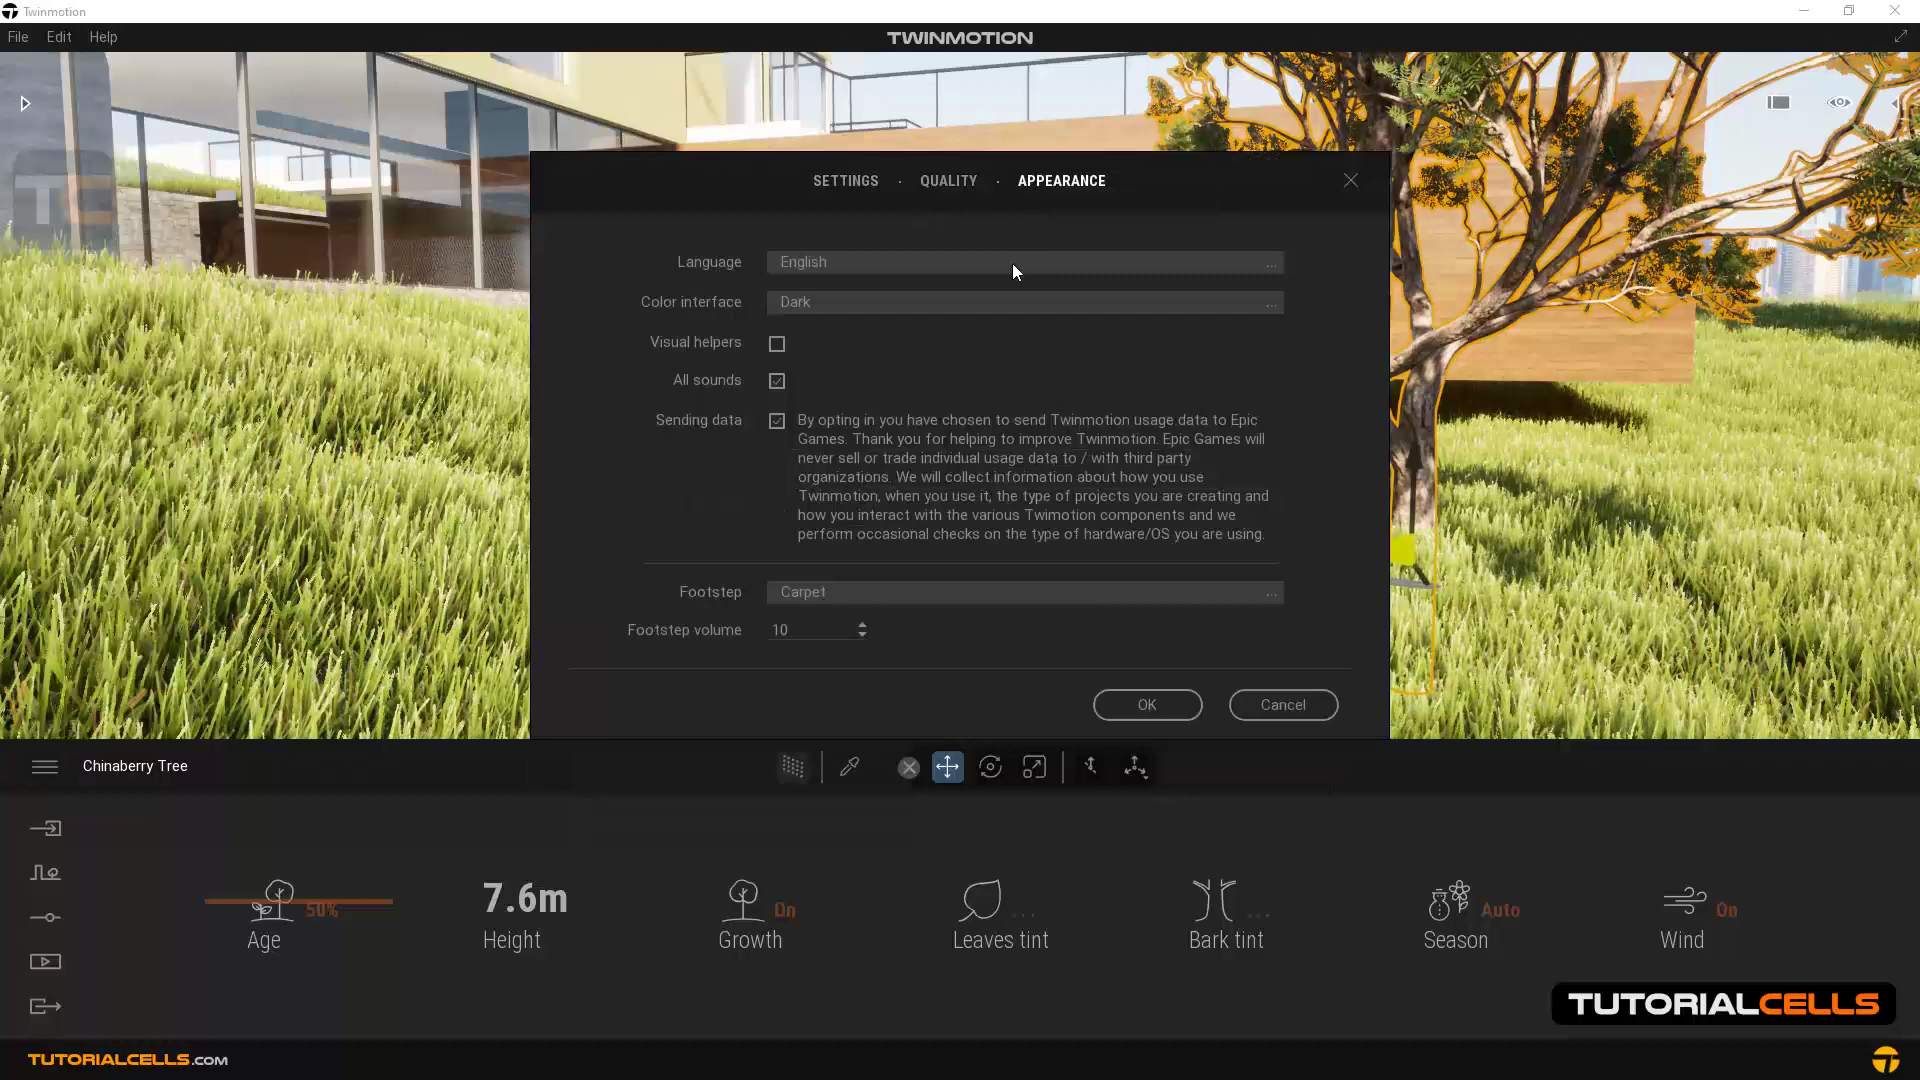 Twinmotion
File Edit Help
TWINMOTION
TC
SETTINGS · QUALITY · APPEARANCE
Language English ...
Color interface Dark ...
Visual helpers
All sounds
Sending data By opting in you have chosen to send Twinmotion usage data to Epic
Games. Thank you for helping to improve Twinmotion. Epic Games will
never sell or trade individual usage data to / with third party
organizations. We will collect information about how you use
Twinmotion, when you use it, the type of projects you are creating and
how you interact with the various Twimotion components and we
perform occasional checks on the type of hardware/OS you are using.
Footstep Carpet ...
Footstep volume 10
OK Cancel
Chinaberry Tree
50% 7.6m On ... ... Auto On
Age Height Growth Leaves tint Bark tint Season Wind
TUTORIALCELLS
TUTORIALCELLS.COM